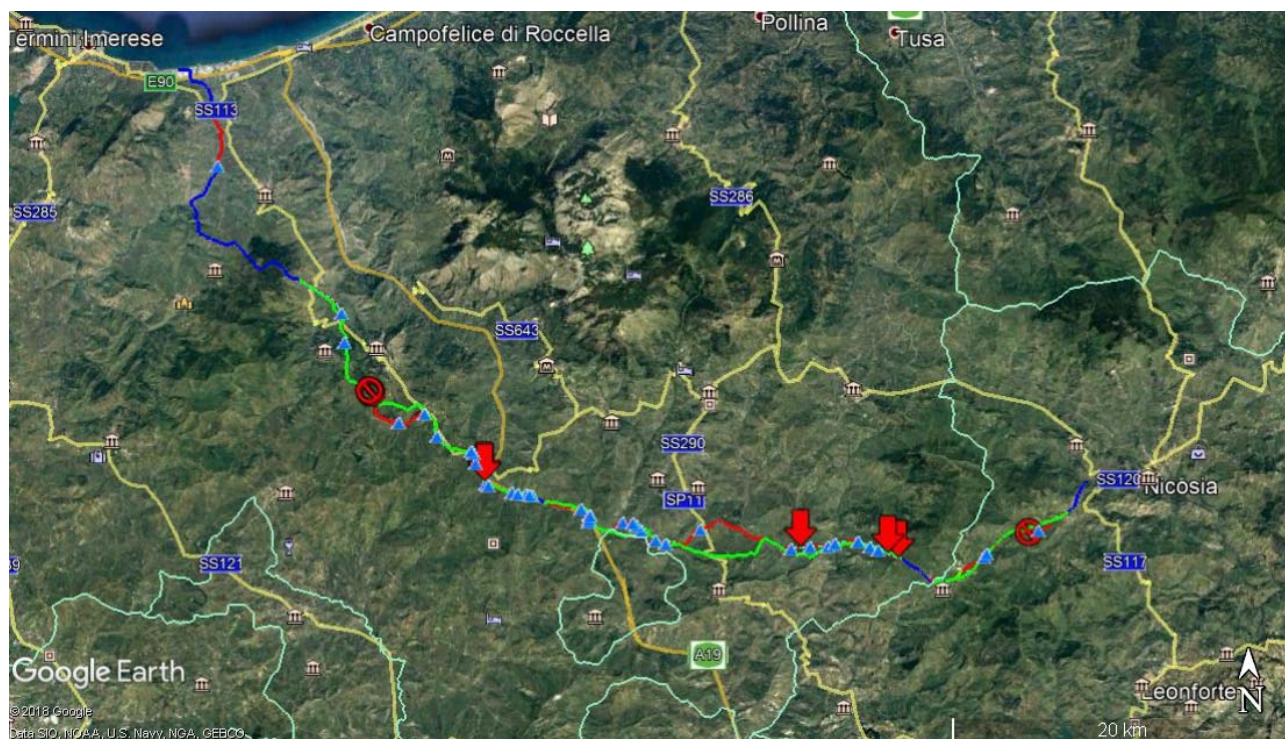 Pollina
Campofelice di Roccella
Tusa
Termini Imerese
E90
SS113
SS286
SS285
SS643
SS290
SS120
SP11
Nicosia
SS121
SS117
A19
Google Earth
Leonforte
N
© 2018 Google
20 km
Data SIO, NOAA, U.S. Navy, NGA, GEBCO